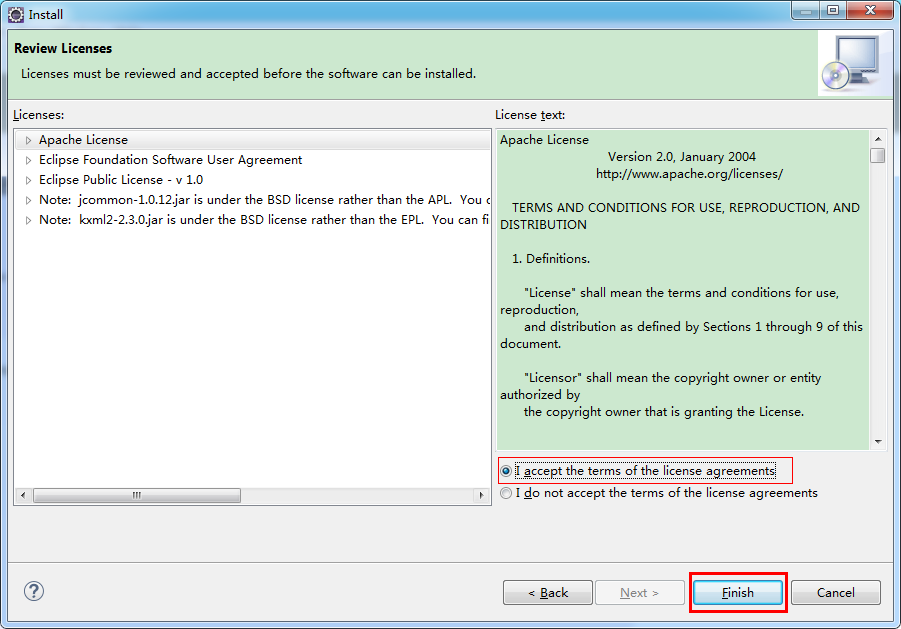 Install
Review Licenses
Licenses must be reviewed and accepted before the software can be installed.
Licenses:
Apache License
Eclipse Foundation Software User Agreement
Eclipse Public License - v 1.0
Note:  jcommon-1.0.12.jar is under the BSD license rather than the APL.  You
Note:  kxml2-2.3.0.jar is under the BSD license rather than the EPL.  You can fi
License text:
Apache License
Version 2.0, January 2004
http://www.apache.org/licenses/
TERMS AND CONDITIONS FOR USE, REPRODUCTION, AND
DISTRIBUTION
1. Definitions.
"License" shall mean the terms and conditions for use,
reproduction,
and distribution as defined by Sections 1 through 9 of this
document.
"Licensor" shall mean the copyright owner or entity
authorized by
the copyright owner that is granting the License.
I accept the terms of the license agreements
I do not accept the terms of the license agreements
?
< Back
Next >
Finish
Cancel